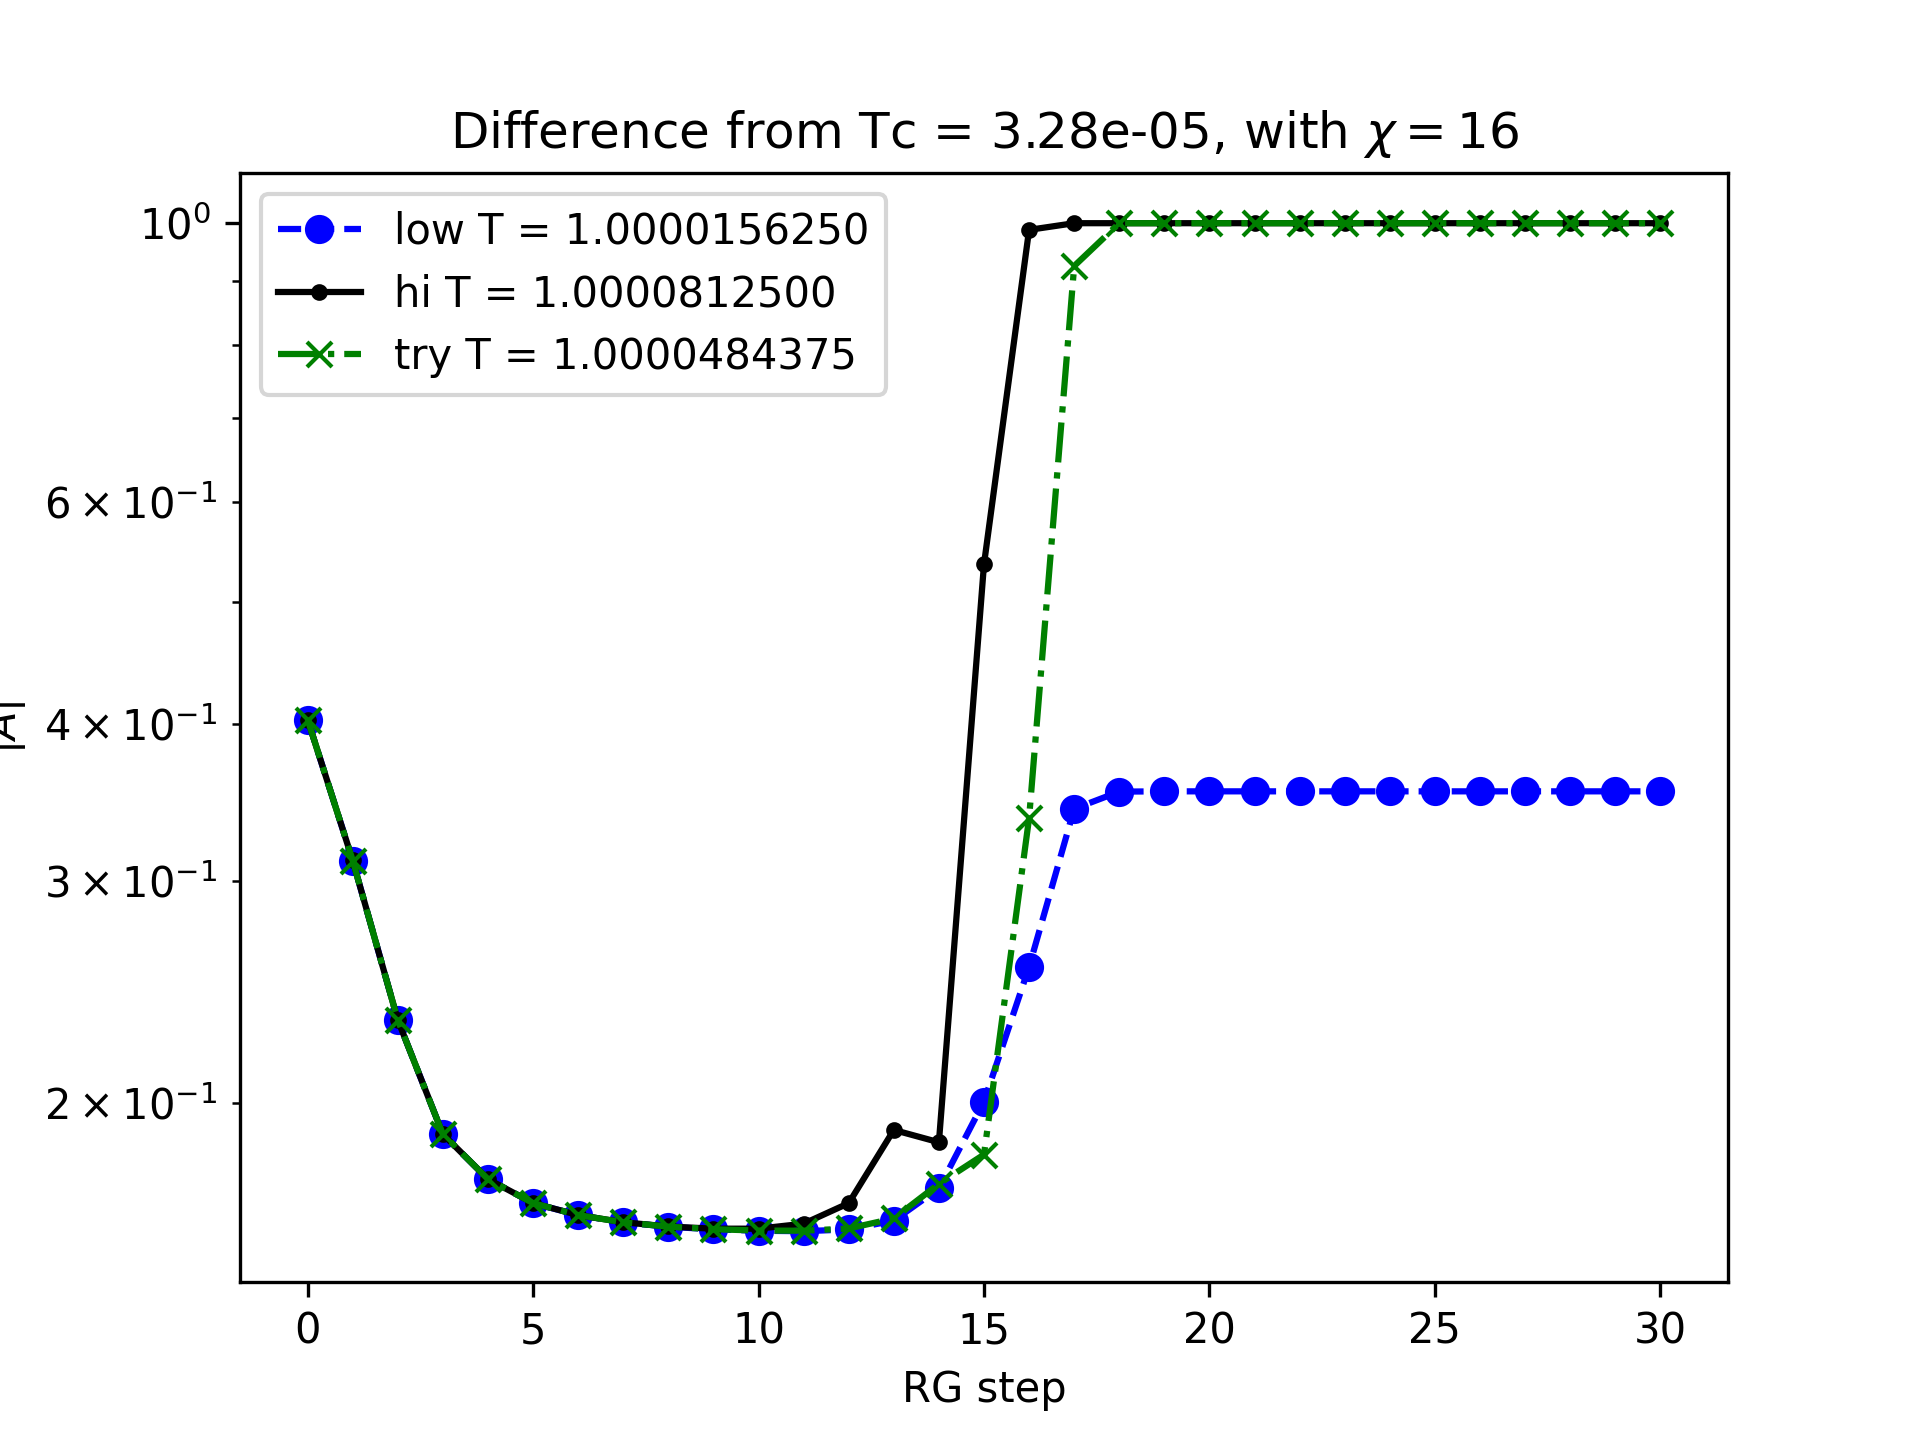 Difference from Tc = 3.28e-05, with χ = 16
low T = 1.0000156250
hi T = 1.0000812500
try T = 1.0000484375
10⁰
6 × 10⁻¹
4 × 10⁻¹
3 × 10⁻¹
2 × 10⁻¹
|A|
0 5 10 15 20 25 30
RG step